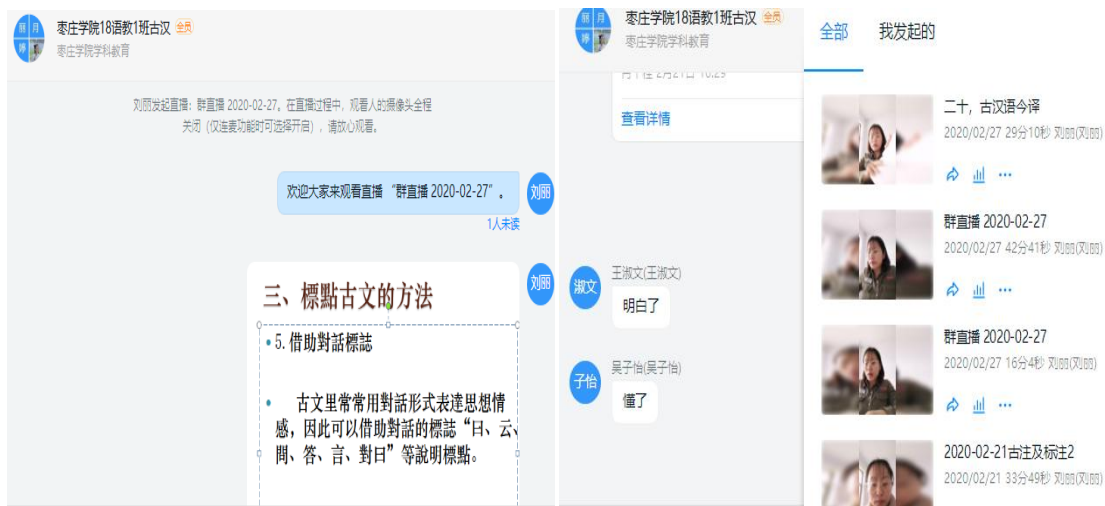 丽 月
婷
枣庄学院18语教1班古汉 全员
枣庄学院学科教育
刘丽发起直播：群直播 2020-02-27。在直播过程中，观看人的摄像头全程
关闭（仅连麦功能时可选择开启），请放心观看。
欢迎大家来观看直播 “群直播 2020-02-27” 。
刘丽
1人未读
刘丽
三、標點古文的方法
• 5. 借助對話標誌
• 古文里常常用對話形式表達思想情
感，因此可以借助對話的標誌“曰、云、
問、答、言、對曰”等說明標點。
丽 月
婷
枣庄学院18语教1班古汉 全员
枣庄学院学科教育
2月21日 10:29
查看详情
王淑文(王淑文)
淑文
明白了
吴子怡(吴子怡)
子怡
懂了
全部 我发起的
二十，古汉语今译
2020/02/27 29分10秒 刘丽(刘丽)
群直播 2020-02-27
2020/02/27 42分41秒 刘丽(刘丽)
群直播 2020-02-27
2020/02/27 16分4秒 刘丽(刘丽)
2020-02-21古注及标注2
2020/02/21 33分49秒 刘丽(刘丽)